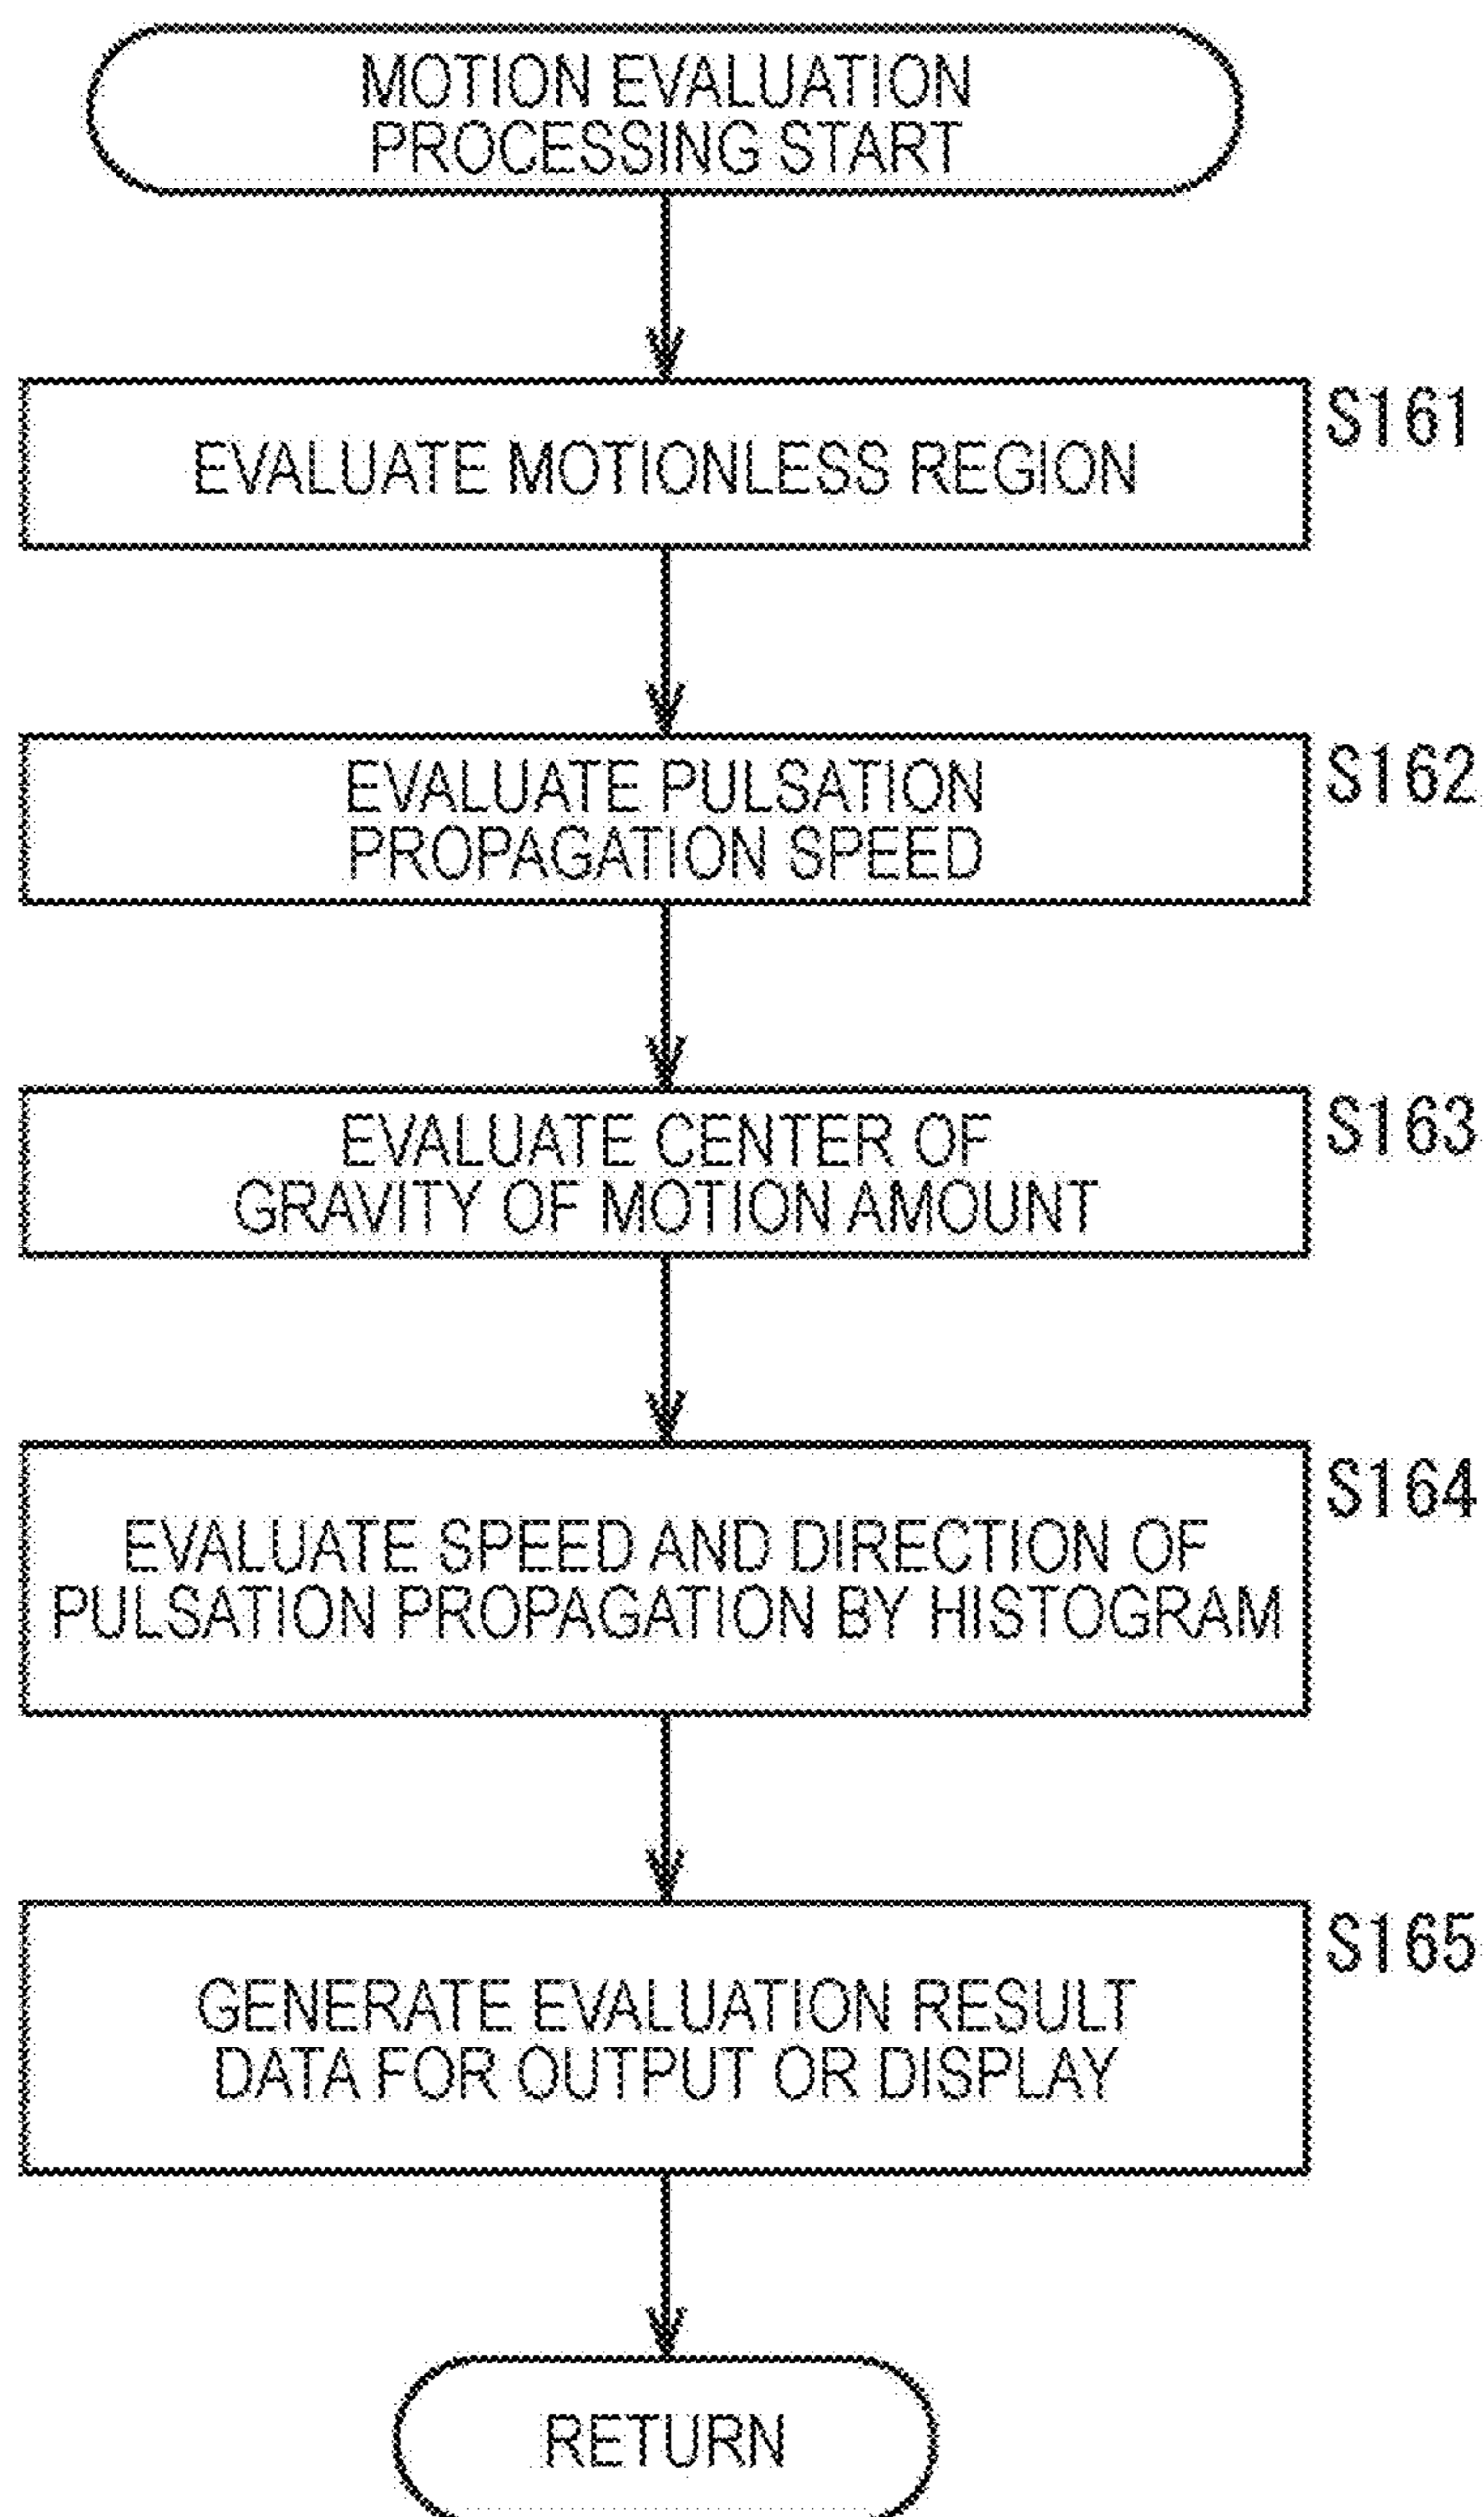 MOTION EVALUATION
PROCESSING START
S161
EVALUATE MOTIONLESS REGION
S162
EVALUATE PULSATION
PROPAGATION SPEED
S163
EVALUATE CENTER OF
GRAVITY OF MOTION AMOUNT
S164
EVALUATE SPEED AND DIRECTION OF
PULSATION PROPAGATION BY HISTOGRAM
S165
GENERATE EVALUATION RESULT
DATA FOR OUTPUT OR DISPLAY
RETURN